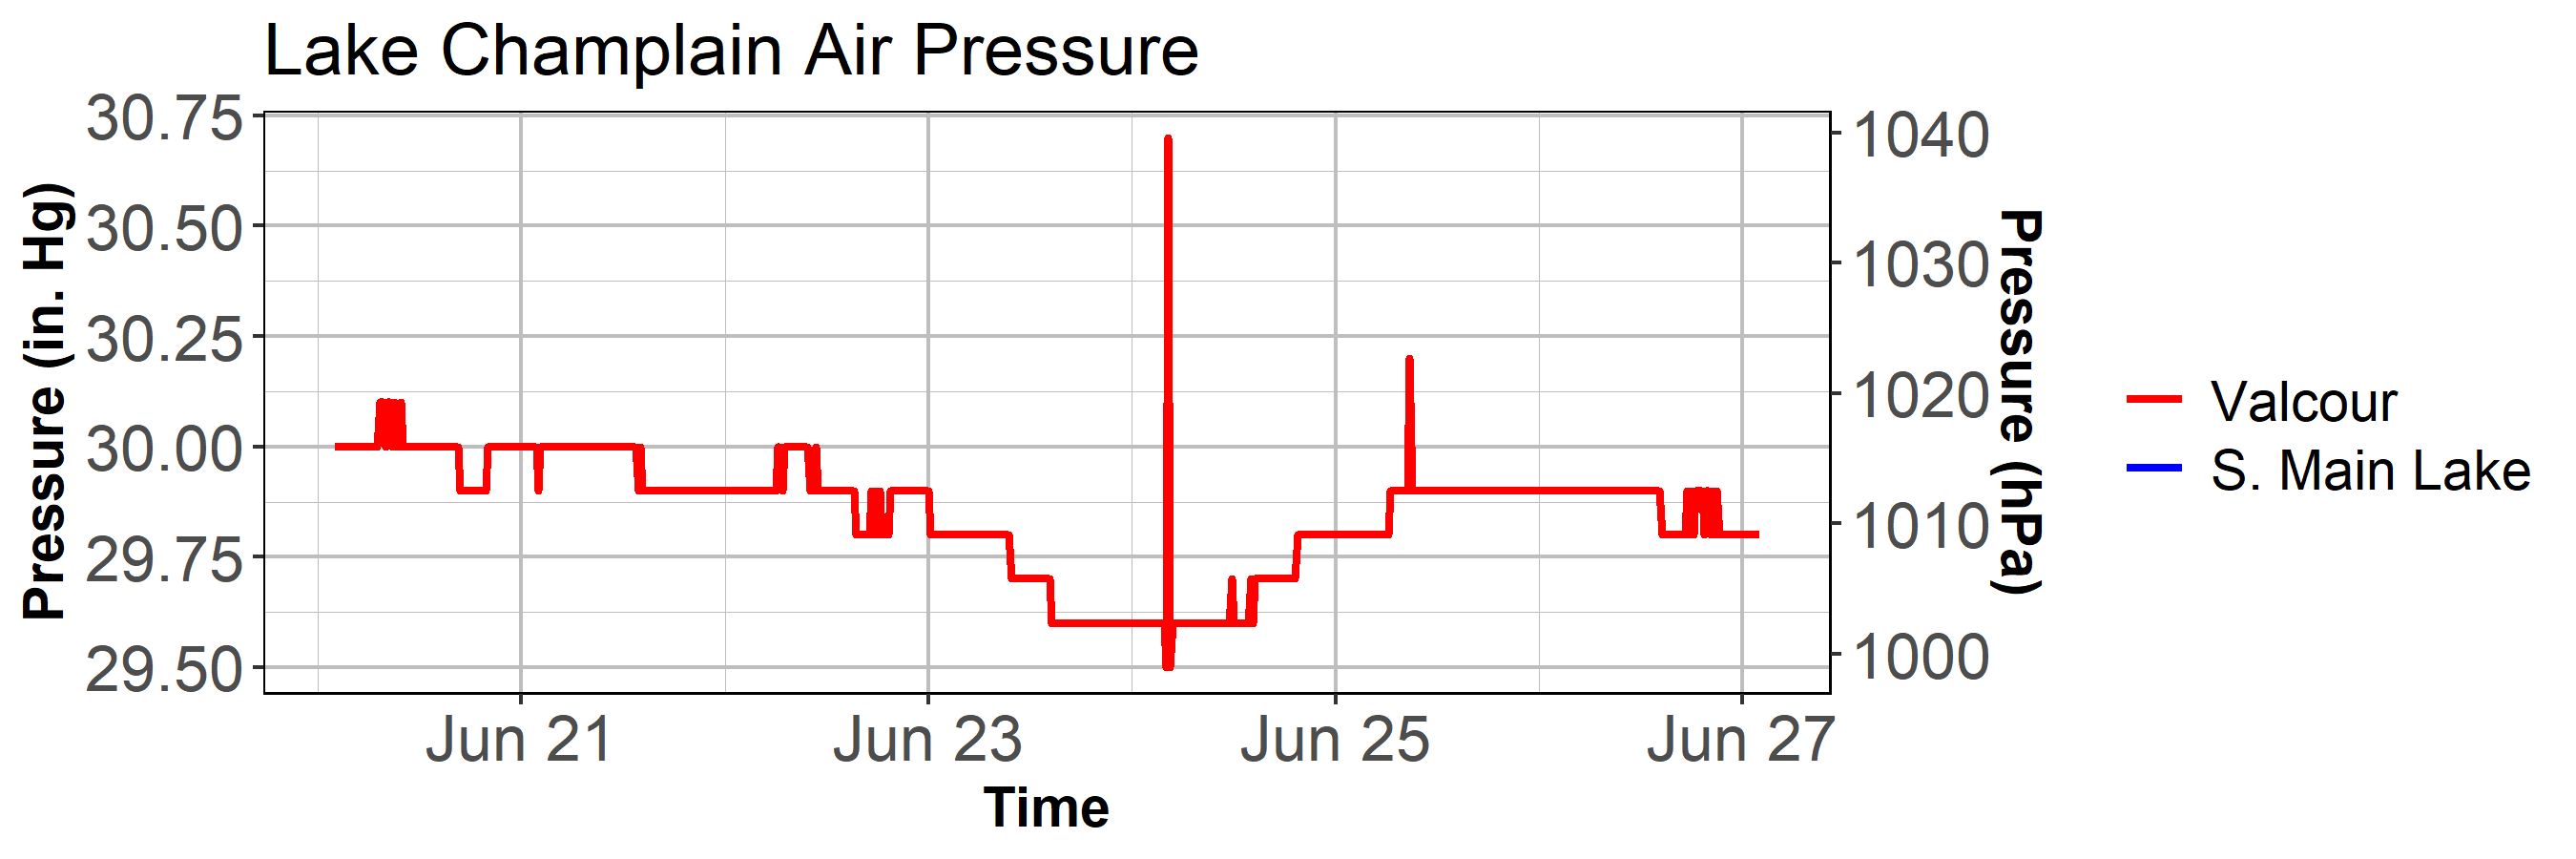 Lake Champlain Air Pressure
Pressure (in. Hg)
30.75
30.50
30.25
30.00
29.75
29.50
1040
1030
1020
1010
1000
Pressure (hPa)
Jun 21
Jun 23
Jun 25
Jun 27
Time
Valcour
S. Main Lake